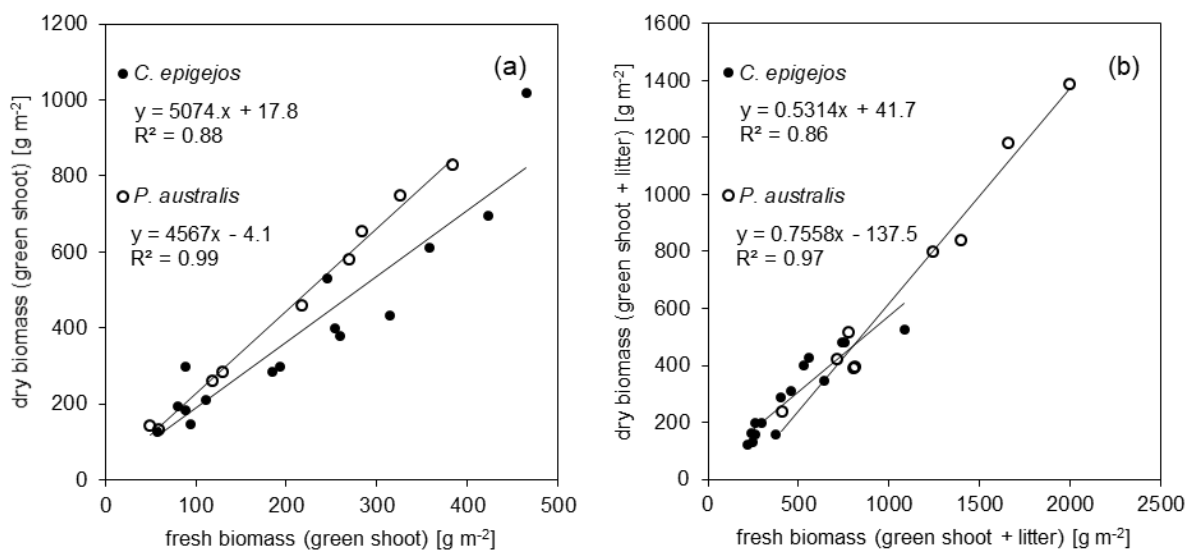 1200
1000
800
600
400
200
0
0 100 200 300 400 500
dry biomass (green shoot) [g m⁻²]
fresh biomass (green shoot) [g m⁻²]
(a)
C. epigejos
y = 5074.x + 17.8
R² = 0.88
P. australis
y = 4567x - 4.1
R² = 0.99
1600
1400
1200
1000
800
600
400
200
0
0 500 1000 1500 2000 2500
dry biomass (green shoot + litter) [g m⁻²]
fresh biomass (green shoot + litter) [g m⁻²]
(b)
C. epigejos
y = 0.5314x + 41.7
R² = 0.86
P. australis
y = 0.7558x - 137.5
R² = 0.97